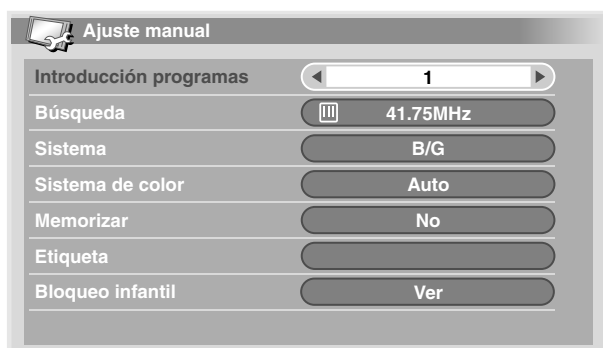 Ajuste manual
Introducción programas 1
Búsqueda 41.75MHz
Sistema B/G
Sistema de color Auto
Memorizar No
Etiqueta
Bloqueo infantil Ver